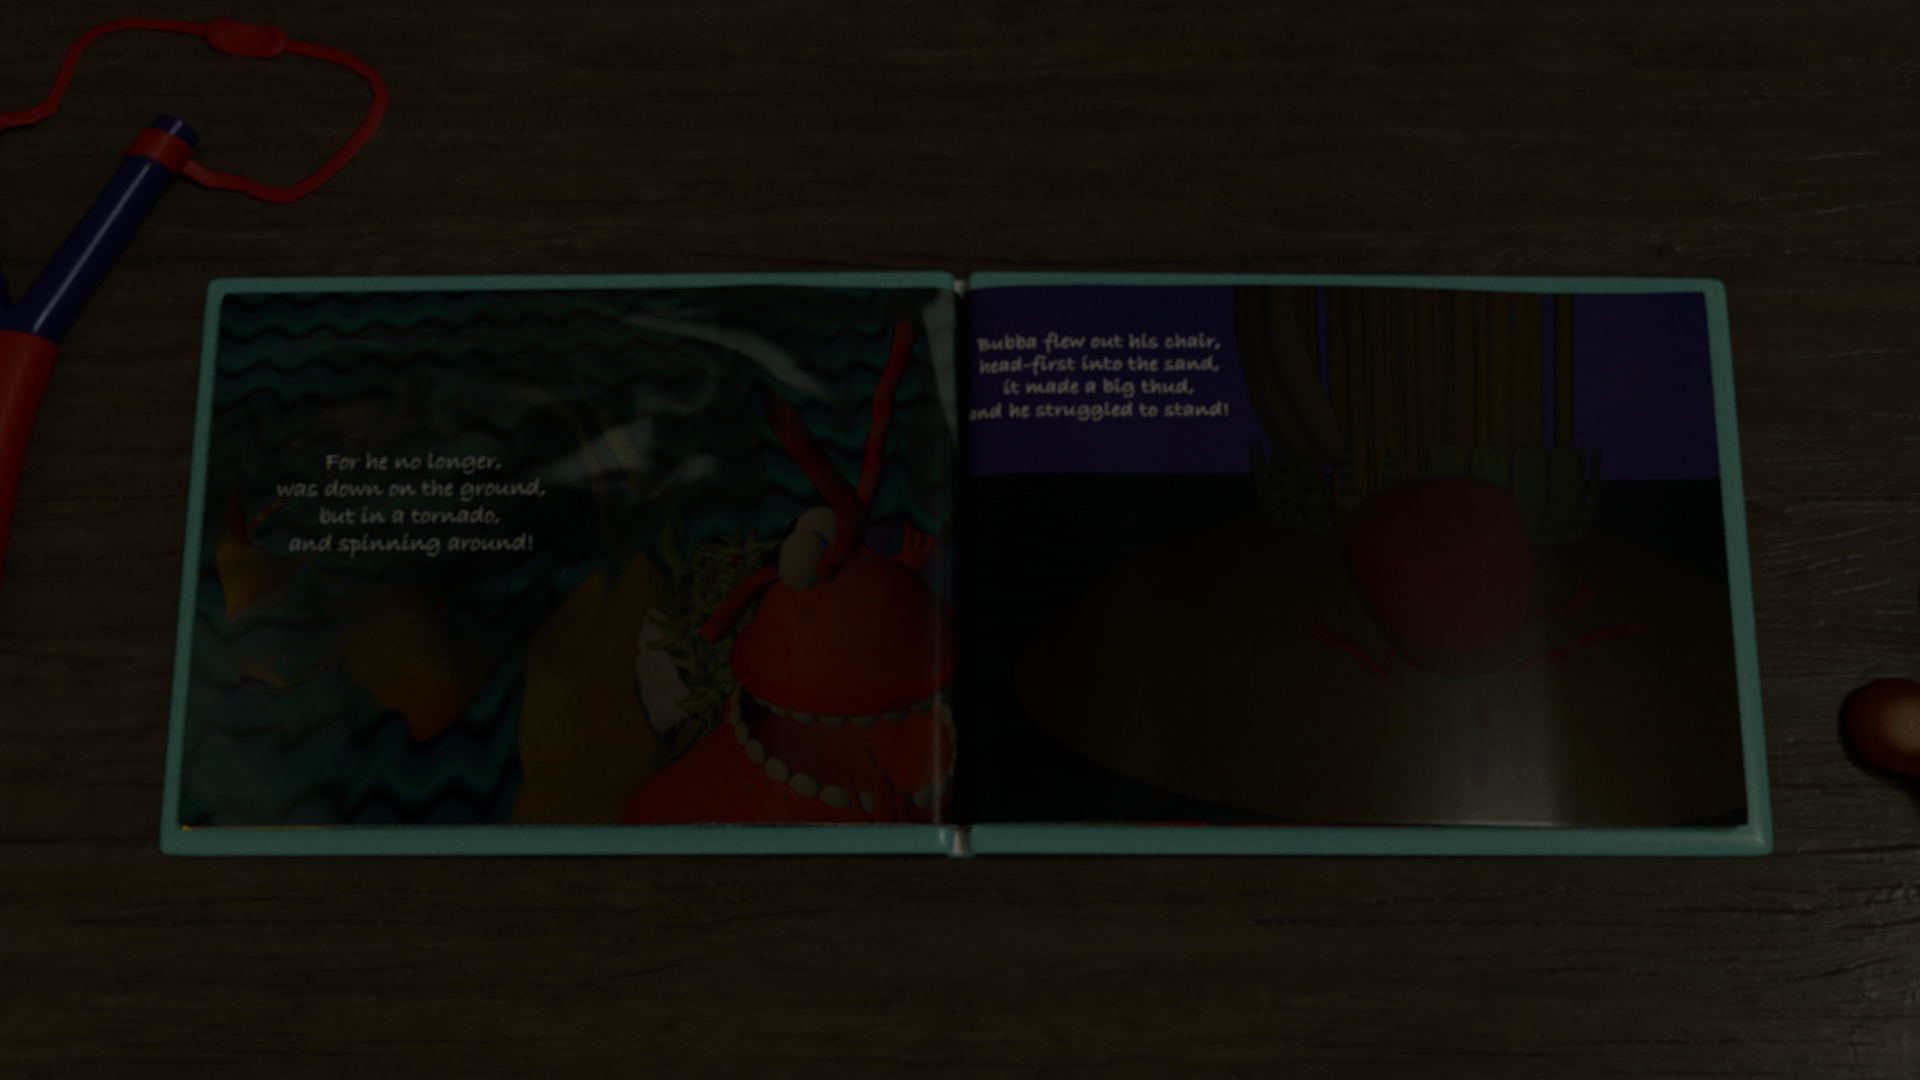 For he no longer,
was down on the ground,
but in a tornado,
and spinning around!
Bubba flew out his chair,
head-first into the sand,
it made a big thud,
and he struggled to stand!